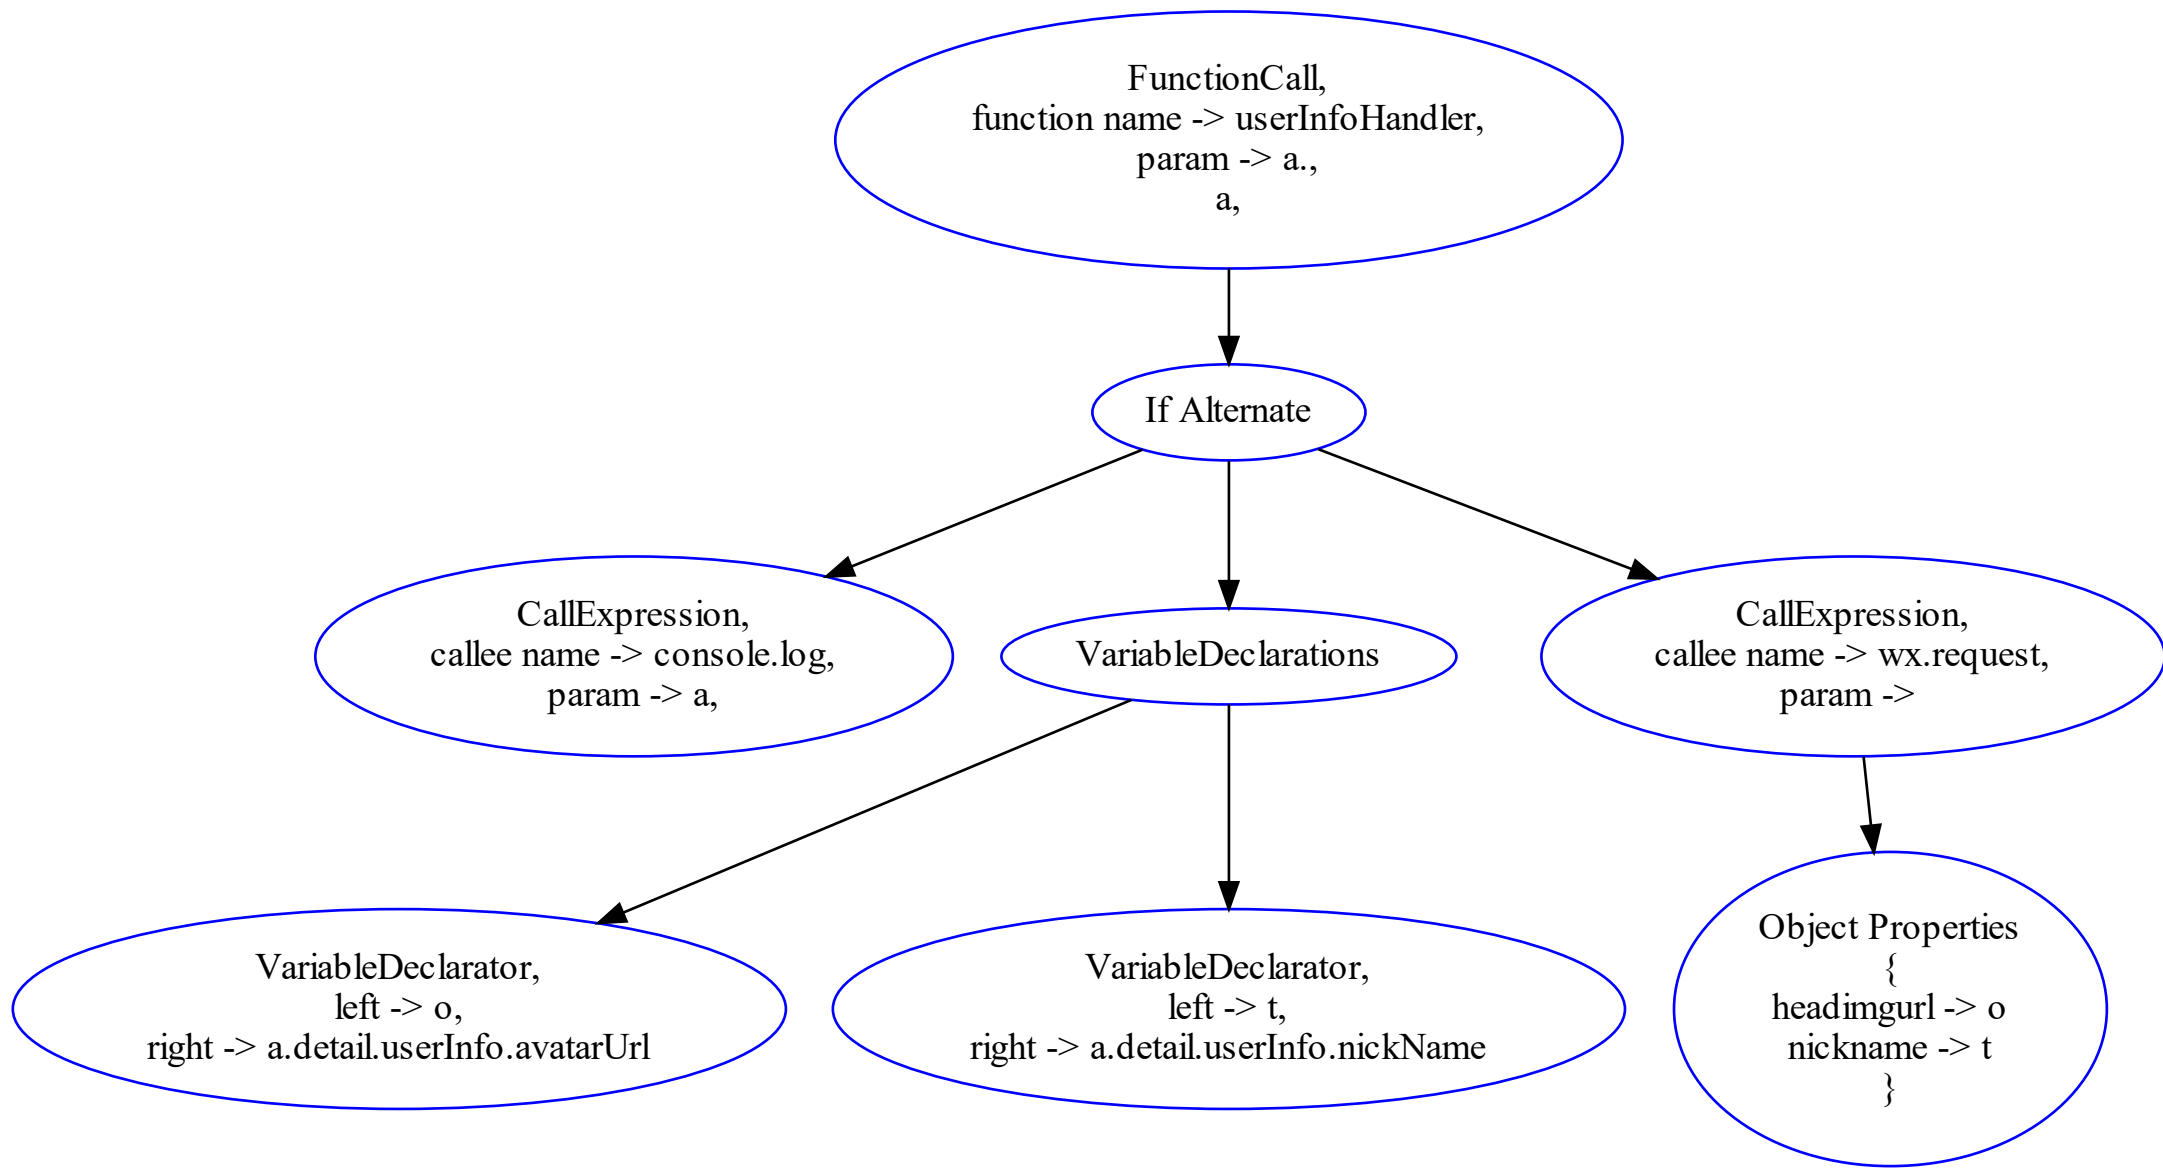 FunctionCall,
function name -> userInfoHandler,
param -> a.,
a,
If Alternate
CallExpression,
callee name -> console.log,
param -> a,
VariableDeclarations
CallExpression,
callee name -> wx.request,
param ->
VariableDeclarator,
left -> o,
right -> a.detail.userInfo.avatarUrl
VariableDeclarator,
left -> t,
right -> a.detail.userInfo.nickName
Object Properties
{
headimgurl -> o
nickname -> t
}